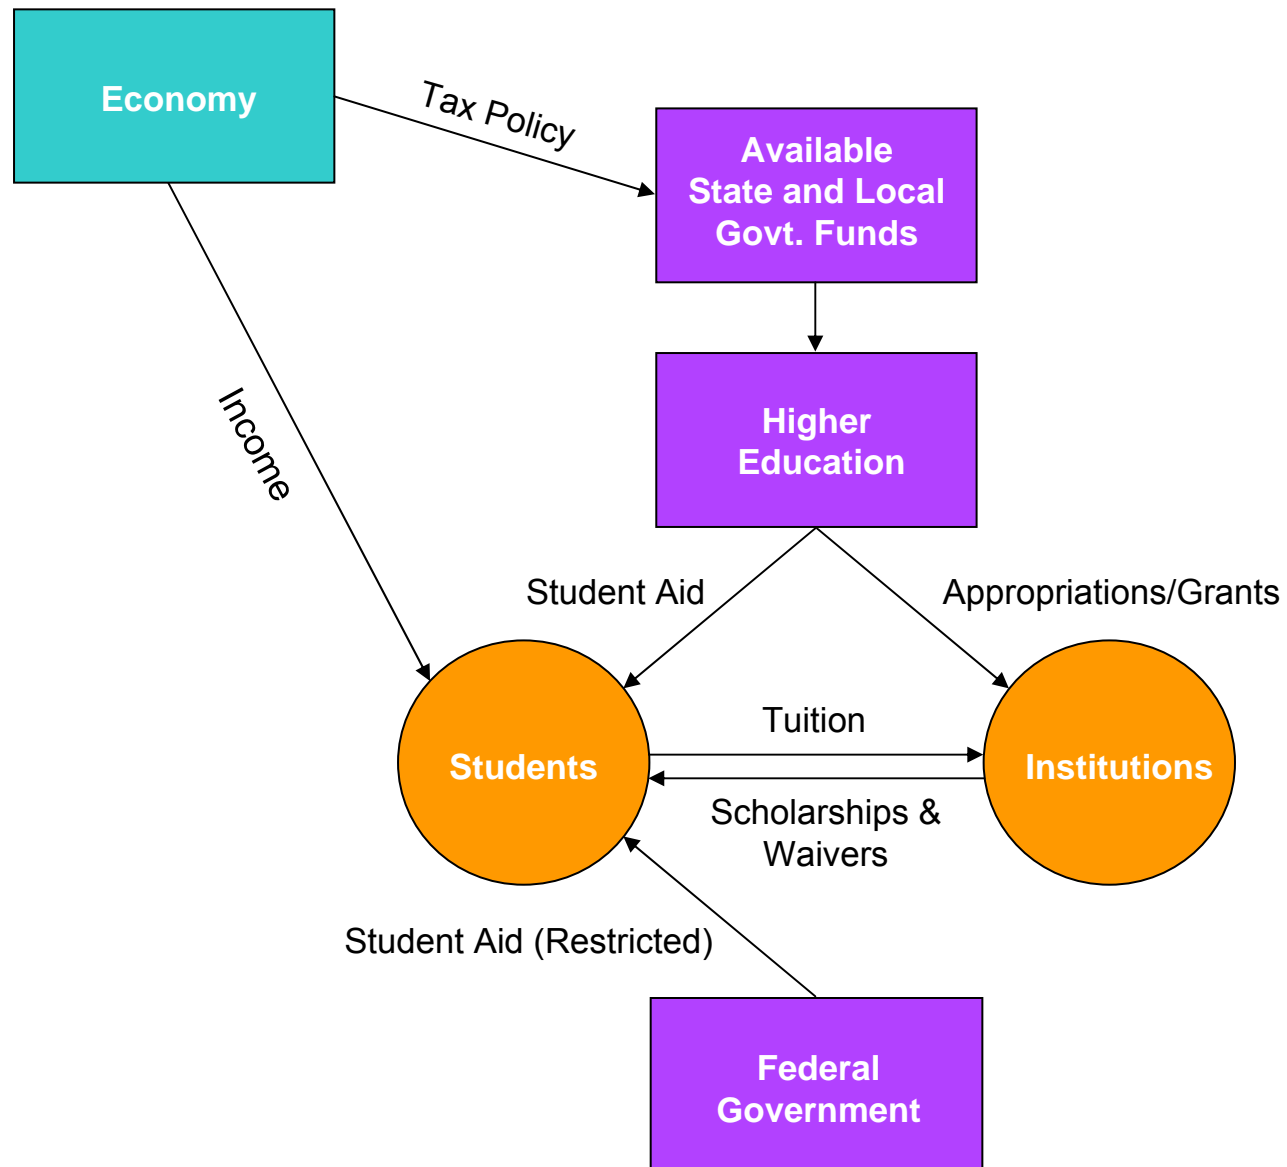 Economy
Tax Policy
Available
State and Local
Govt. Funds
Income
Higher
Education
Student Aid
Appropriations/Grants
Tuition
Students
Institutions
Scholarships &
Waivers
Student Aid (Restricted)
Federal
Government